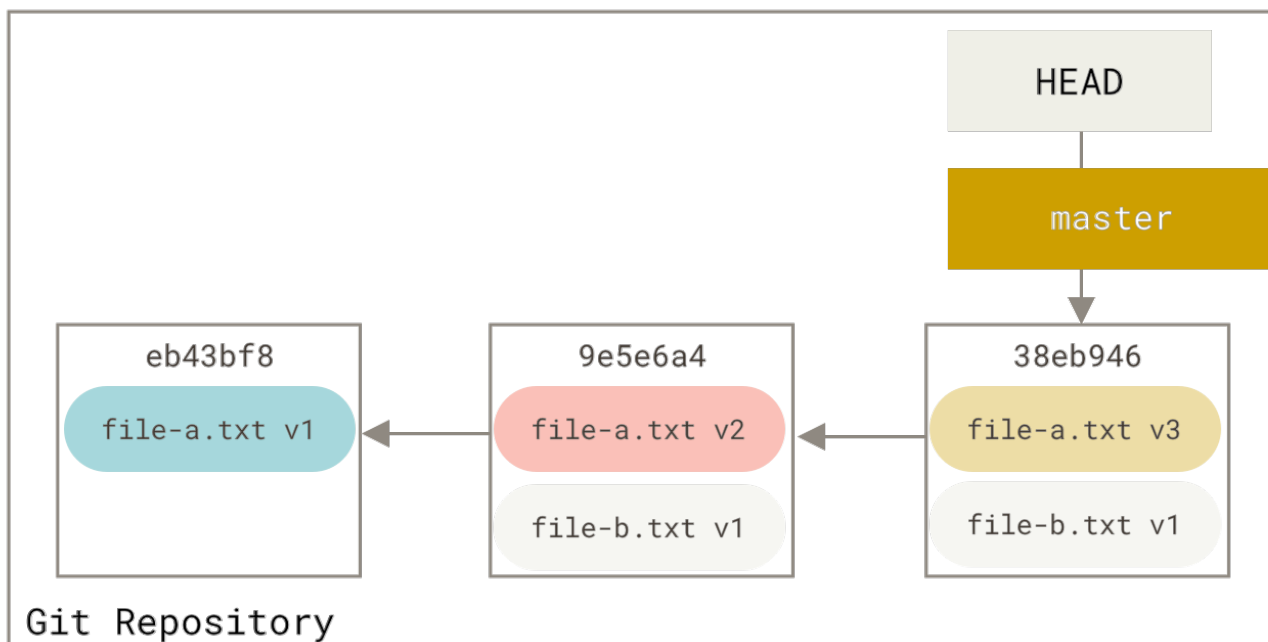 HEAD
master
eb43bf8
9e5e6a4
38eb946
file-a.txt v1
file-a.txt v2
file-a.txt v3
file-b.txt v1
file-b.txt v1
Git Repository